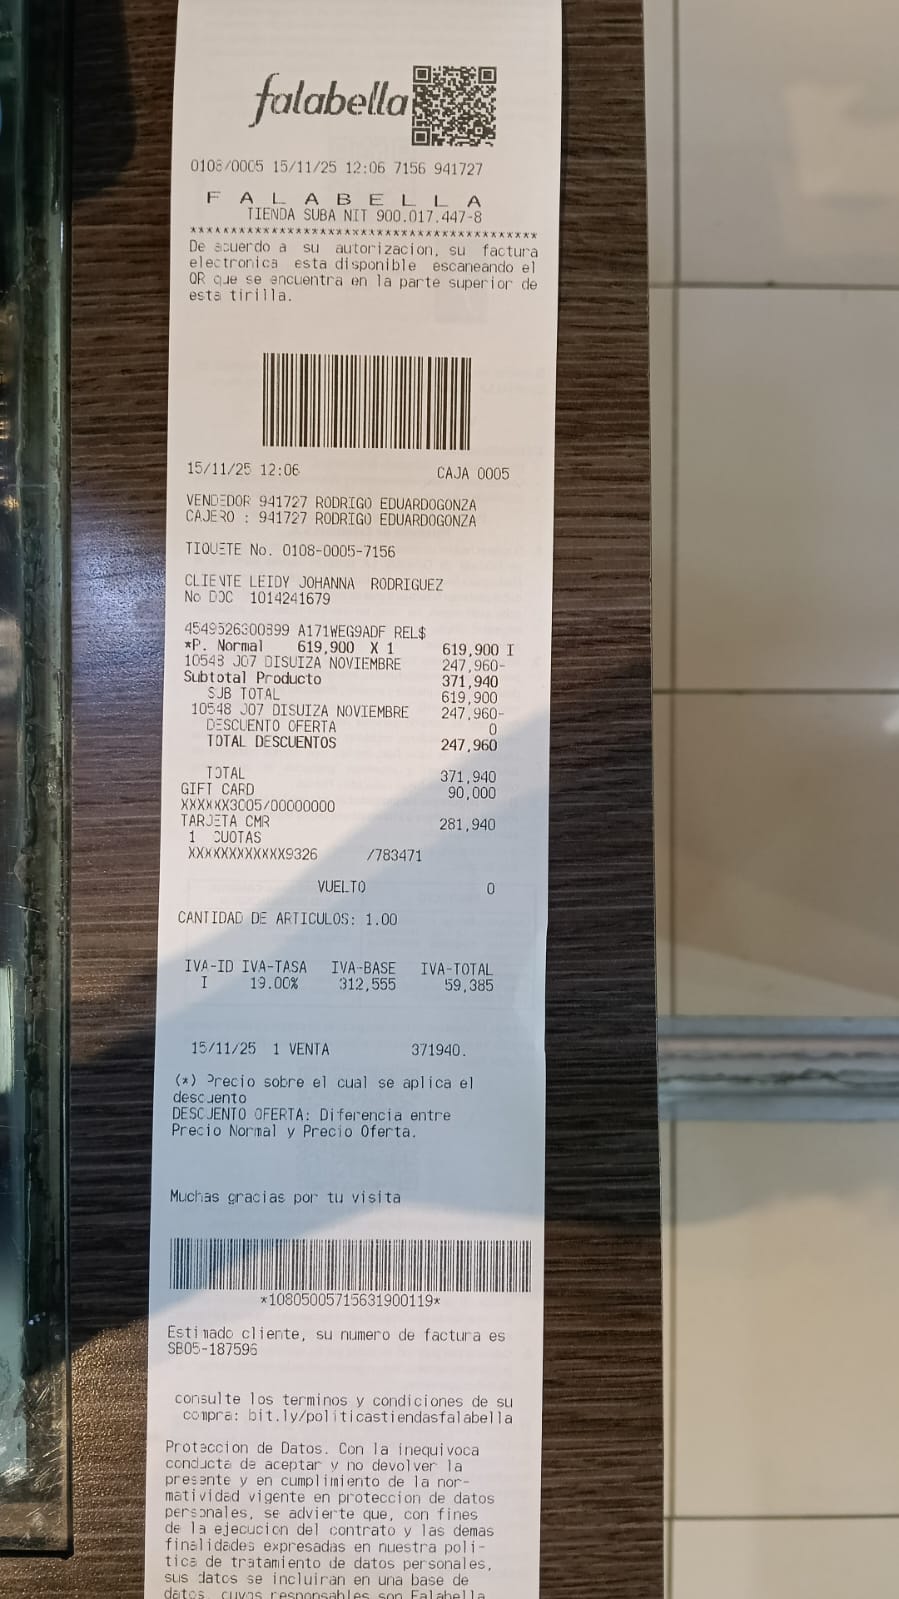 falabella
0108/0005 15/11/25 12:06 7156 941727
F A L A B E L L A
TIENDA SUBA NIT 900.017.447-8
******************************************
De acuerdo a su autorizacion, su factura
electronica esta disponible escaneando el
QR que se encuentra en la parte superior de
esta tirilla.
15/11/25 12:06 CAJA 0005
VENDEDOR 941727 RODRIGO EDUARDOGONZA
CAJERO : 941727 RODRIGO EDUARDOGONZA
TIQUETE No. 0108-0005-7156
CLIENTE LEIDY JOHANNA RODRIGUEZ
No DOC 1014241679
4549526300899 A171WEG9ADF REL$
*P. Normal 619,900 X 1 619,900 I
10548 J07 DISUIZA NOVIEMBRE 247,960-
Subtotal Producto 371,940
SUB TOTAL 619,900
10548 J07 DISUIZA NOVIEMBRE 247,960-
DESCUENTO OFERTA 0
TOTAL DESCUENTOS 247,960
TOTAL 371,940
GIFT CARD 90,000
XXXXXX3005/00000000
TARJETA CMR 281,940
1 CUOTAS
XXXXXXXXXXXX9326 /783471
VUELTO 0
CANTIDAD DE ARTICULOS: 1.00
IVA-ID IVA-TASA IVA-BASE IVA-TOTAL
I 19.00% 312,555 59,385
15/11/25 1 VENTA 371940.
(*) Precio sobre el cual se aplica el
descuento
DESCUENTO OFERTA: Diferencia entre
Precio Normal y Precio Oferta.
Muchas gracias por tu visita
*10805005715631900119*
Estimado cliente, su numero de factura es
SB05-187596
consulte los terminos y condiciones de su
compra: bit.ly/politicastiendasfalabella
Proteccion de Datos. Con la inequivoca
conducta de aceptar y no devolver la
presente y en cumplimiento de la nor-
matividad vigente en proteccion de datos
personales, se advierte que, con fines
de la ejecucion del contrato y las demas
finalidades expresadas en nuestra poli-
tica de tratamiento de datos personales,
sus datos se incluiran en una base de
datos, cuyos responsables son Falabella